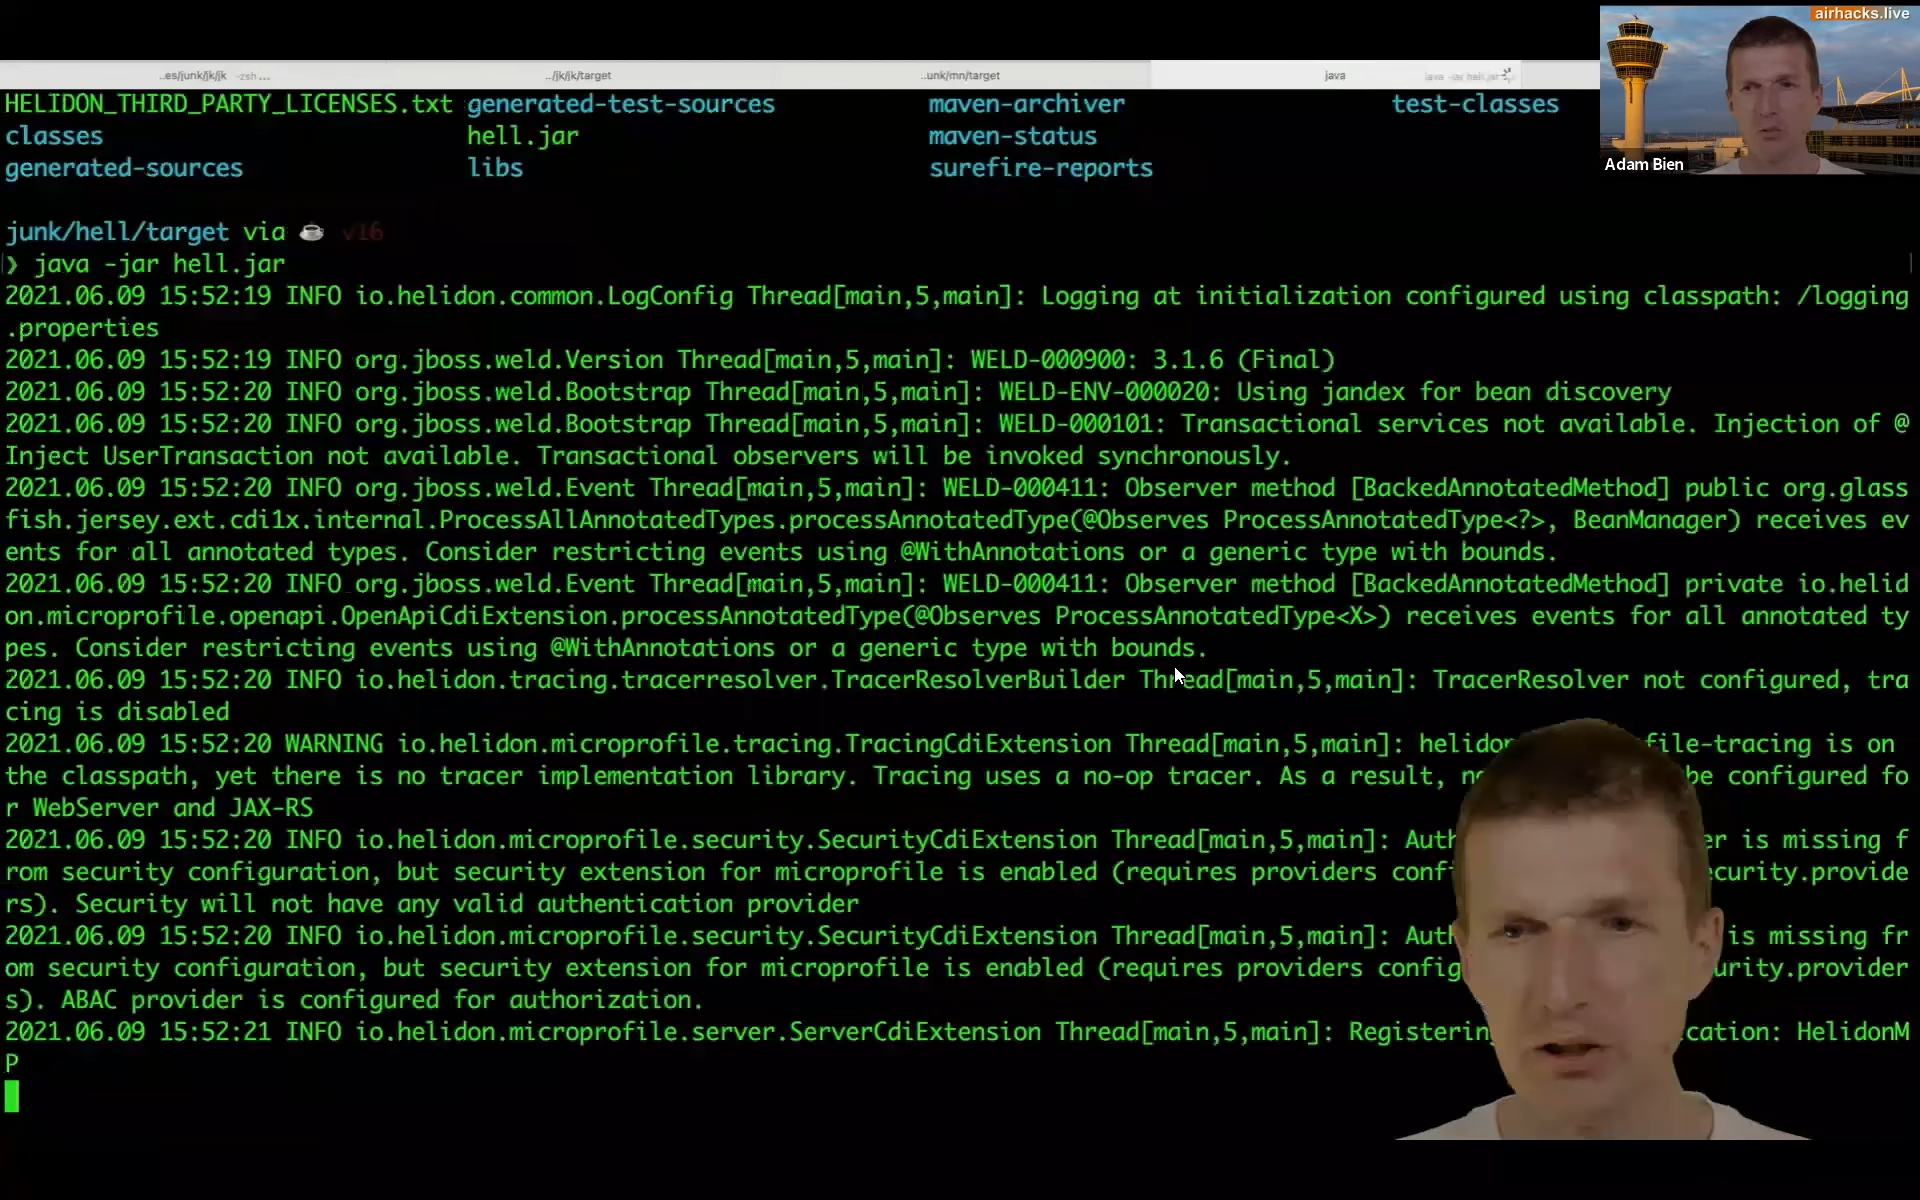 airhacks.live
..es/junk/jk/jk -zsh ...
../jk/jk/target
..unk/mn/target
java
java -jar hell.jar
Adam Bien
HELIDON_THIRD_PARTY_LICENSES.txt generated-test-sources maven-archiver test-classes
classes hell.jar maven-status
generated-sources libs surefire-reports
junk/hell/target via ☕ v16
❯ java -jar hell.jar
2021.06.09 15:52:19 INFO io.helidon.common.LogConfig Thread[main,5,main]: Logging at initialization configured using classpath: /logging
.properties
2021.06.09 15:52:19 INFO org.jboss.weld.Version Thread[main,5,main]: WELD-000900: 3.1.6 (Final)
2021.06.09 15:52:20 INFO org.jboss.weld.Bootstrap Thread[main,5,main]: WELD-ENV-000020: Using jandex for bean discovery
2021.06.09 15:52:20 INFO org.jboss.weld.Bootstrap Thread[main,5,main]: WELD-000101: Transactional services not available. Injection of @
Inject UserTransaction not available. Transactional observers will be invoked synchronously.
2021.06.09 15:52:20 INFO org.jboss.weld.Event Thread[main,5,main]: WELD-000411: Observer method [BackedAnnotatedMethod] public org.glass
fish.jersey.ext.cdi1x.internal.ProcessAllAnnotatedTypes.processAnnotatedType(@Observes ProcessAnnotatedType<?>, BeanManager) receives ev
ents for all annotated types. Consider restricting events using @WithAnnotations or a generic type with bounds.
2021.06.09 15:52:20 INFO org.jboss.weld.Event Thread[main,5,main]: WELD-000411: Observer method [BackedAnnotatedMethod] private io.helid
on.microprofile.openapi.OpenApiCdiExtension.processAnnotatedType(@Observes ProcessAnnotatedType<X>) receives events for all annotated ty
pes. Consider restricting events using @WithAnnotations or a generic type with bounds.
2021.06.09 15:52:20 INFO io.helidon.tracing.tracerresolver.TracerResolverBuilder Thread[main,5,main]: TracerResolver not configured, tra
cing is disabled
2021.06.09 15:52:20 WARNING io.helidon.microprofile.tracing.TracingCdiExtension Thread[main,5,main]: helidon file-tracing is on
the classpath, yet there is no tracer implementation library. Tracing uses a no-op tracer. As a result, be configured fo
r WebServer and JAX-RS
2021.06.09 15:52:20 INFO io.helidon.microprofile.security.SecurityCdiExtension Thread[main,5,main]: Auth er is missing f
rom security configuration, but security extension for microprofile is enabled (requires providers conf ecurity.provide
rs). Security will not have any valid authentication provider
2021.06.09 15:52:20 INFO io.helidon.microprofile.security.SecurityCdiExtension Thread[main,5,main]: Auth is missing fr
om security configuration, but security extension for microprofile is enabled (requires providers config urity.provider
s). ABAC provider is configured for authorization.
2021.06.09 15:52:21 INFO io.helidon.microprofile.server.ServerCdiExtension Thread[main,5,main]: Registering cation: HelidonM
P